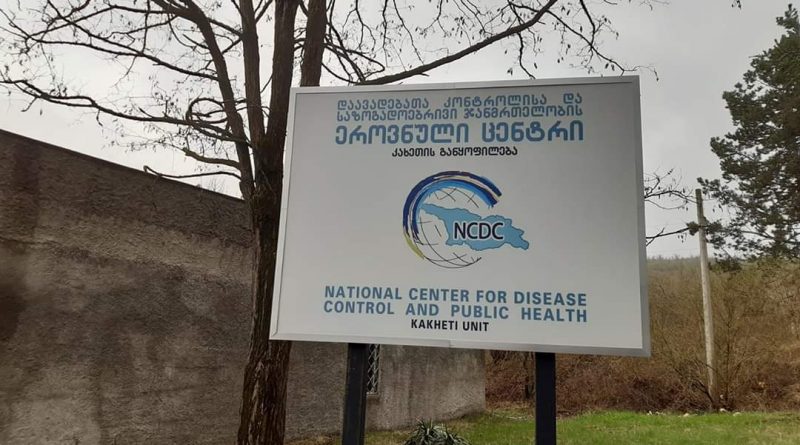 დაავადებათა კონტროლისა და
საზოგადოებრივი ჯანმრთელობის
ეროვნული ცენტრი
კახეთის განყოფილება
NCDC
NATIONAL CENTER FOR DISEASE
CONTROL AND PUBLIC HEALTH
KAKHETI UNIT